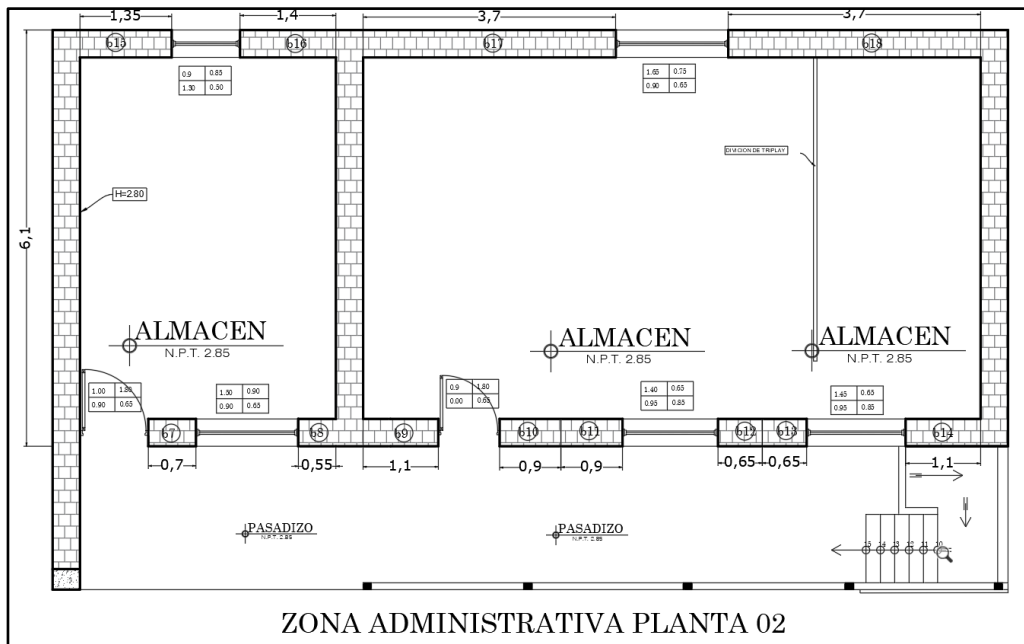 1,35
1,4
3,7
3,7
b15
b16
b17
b18
0.9 0.85
1.30 0.50
1.65 0.75
0.90 0.65
DIVICION DE TRIPLAY
H=2.80
6,1
ALMACEN
N.P.T. 2.85
ALMACEN
N.P.T. 2.85
ALMACEN
N.P.T. 2.85
1.00 1.80
0.90 0.65
1.50 0.90
0.90 0.65
0.9 1.80
0.00 0.65
1.40 0.65
0.95 0.85
1.45 0.65
0.95 0.85
b7
b8
b9
b10
b11
b12
b13
b14
0,7
0,55
1,1
0,9
0,9
0,65
0,65
1,1
PASADIZO
N.P.T. 2.85
PASADIZO
N.P.T. 2.85
15 14 13 12 11 10
ZONA ADMINISTRATIVA PLANTA 02